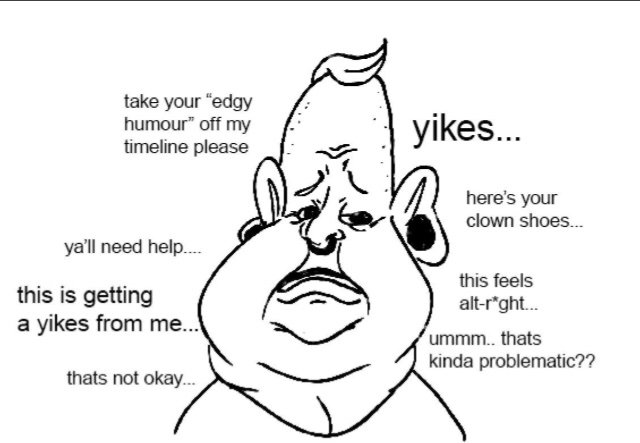 take your “edgy
humour” off my
timeline please
yikes...
here's your
clown shoes...
ya'll need help....
this is getting
a yikes from me...
this feels
alt-r*ght...
ummm.. thats
kinda problematic??
thats not okay...